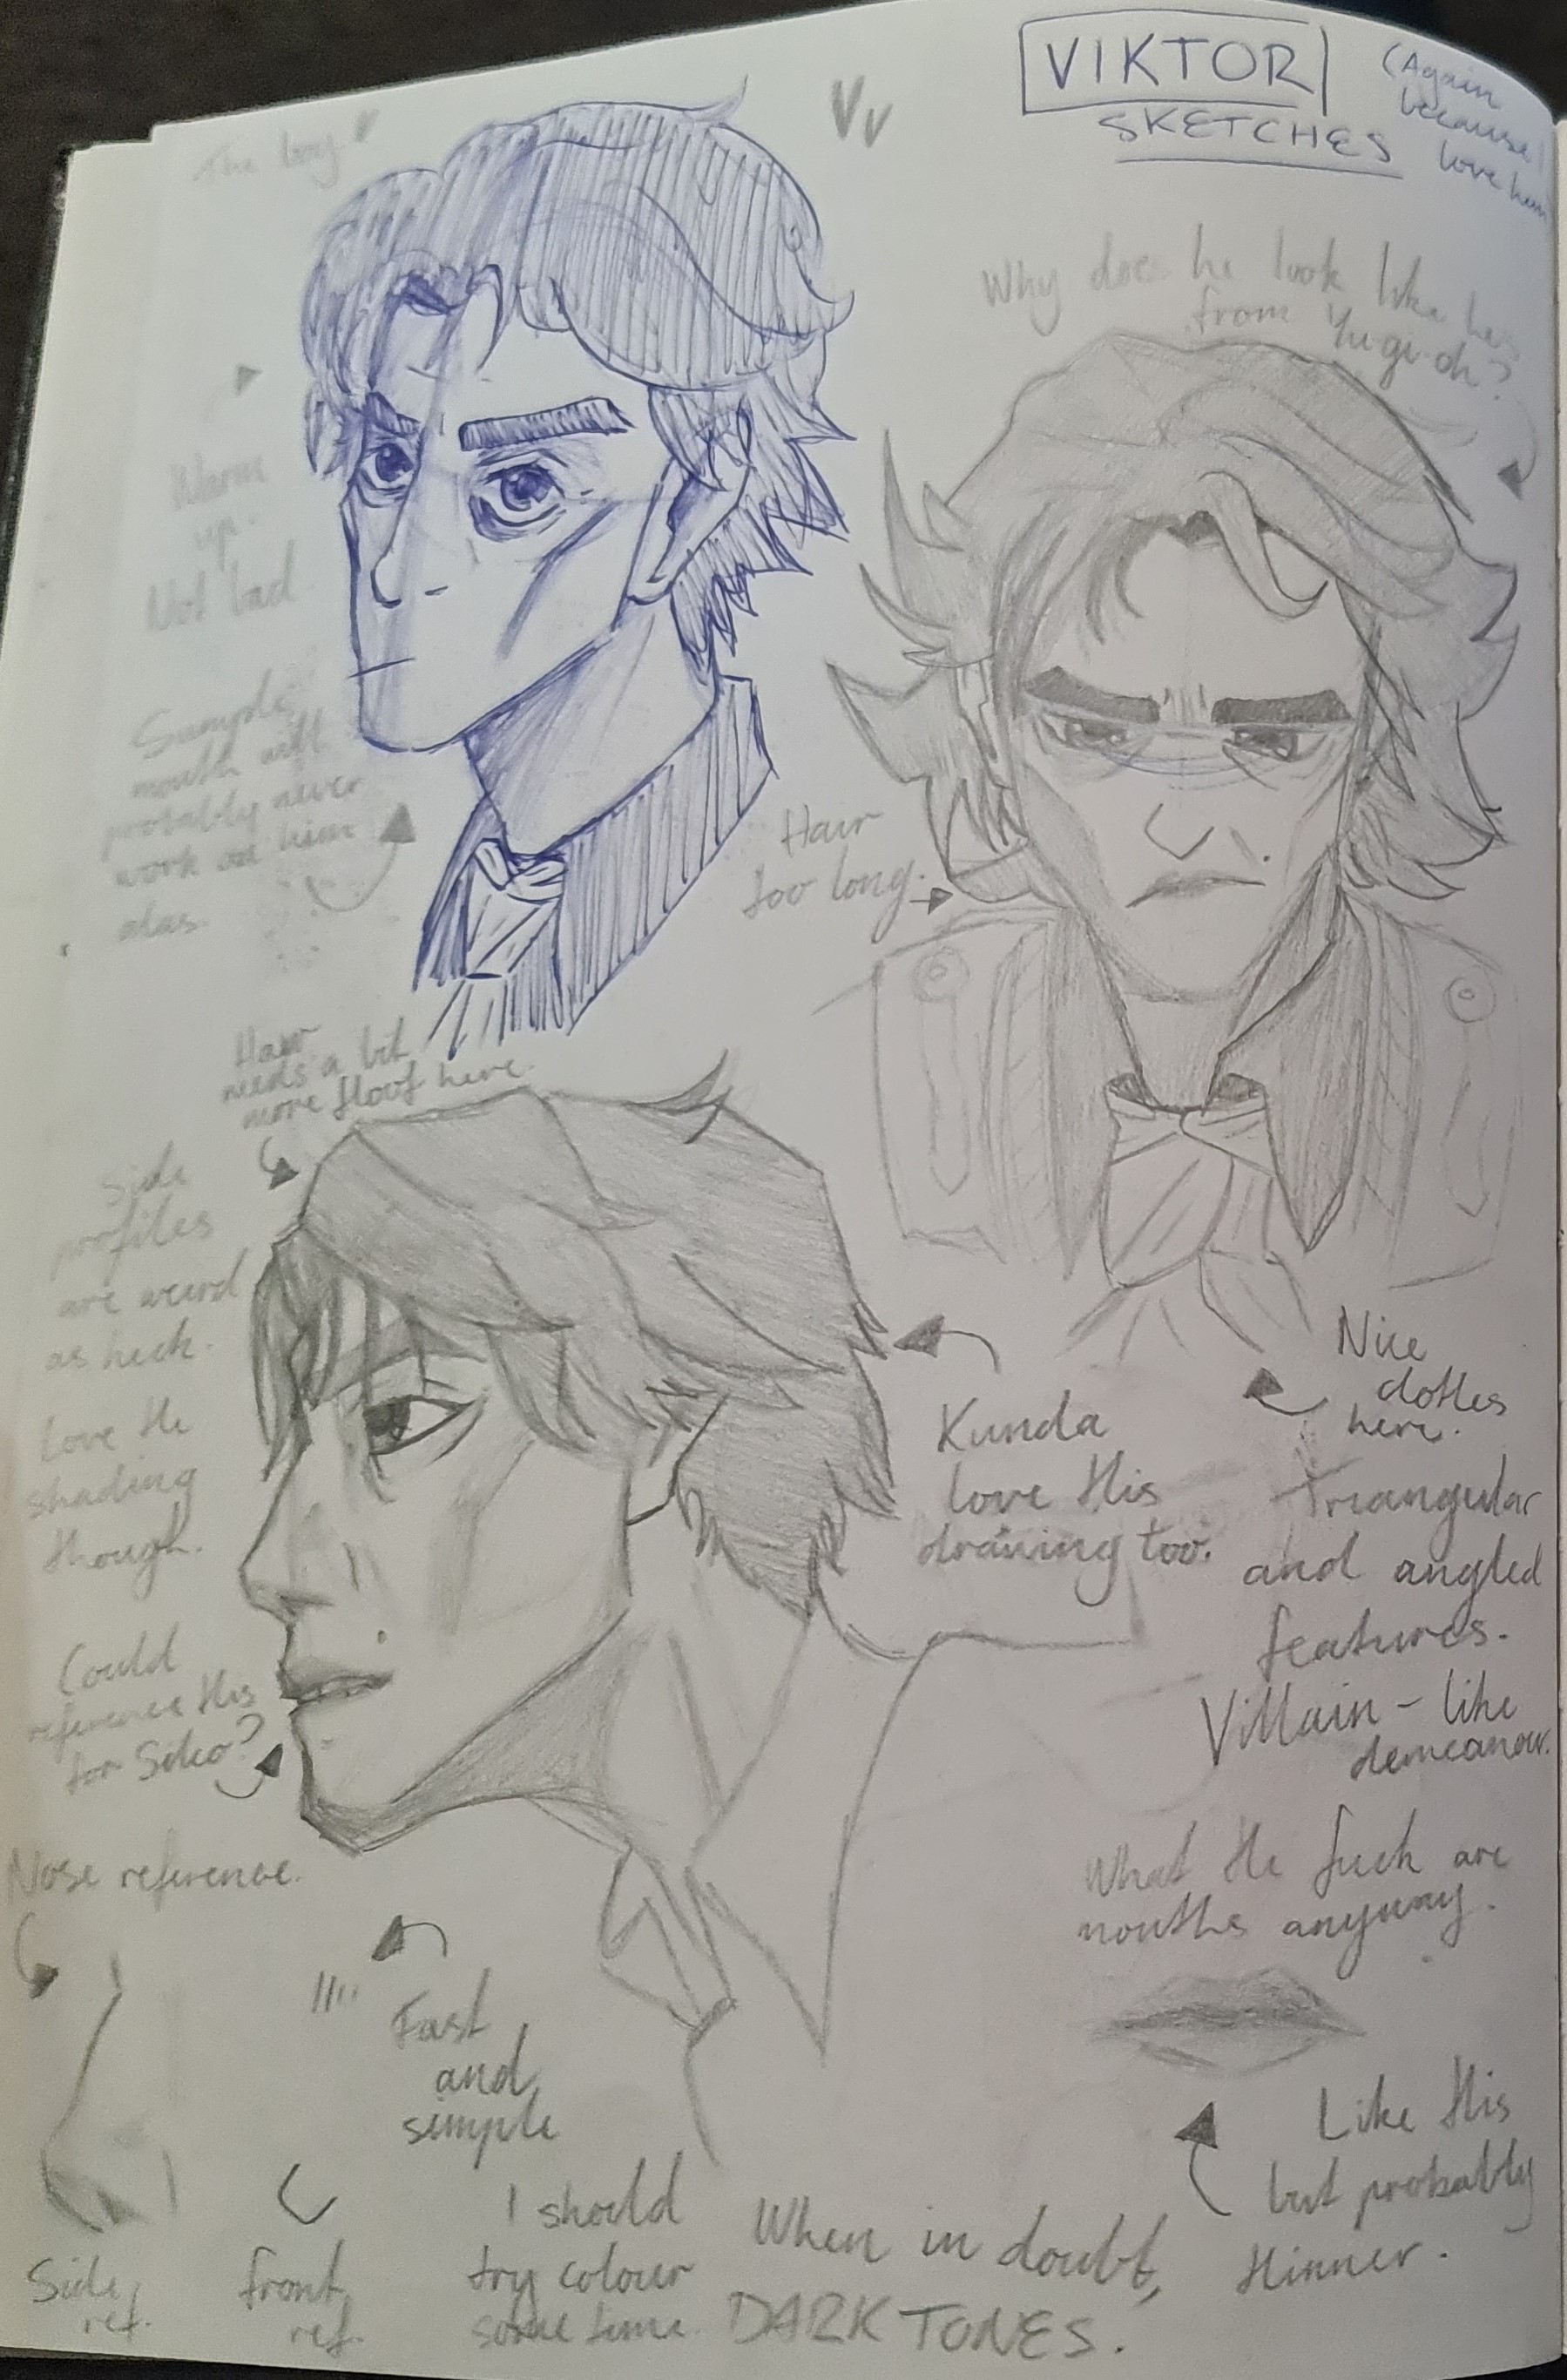 The boy
Vv
VIKTOR
SKETCHES
(Again
because I
love him
Why does he look like he's
from Yu-gi-oh?
Warm
up.
Not bad
Simple
mouth will
probably never
work on him
alas.
Hair
too long.
Hair
needs a bit
more floof here.
Side
profiles
are weird
as heck.
Love the
shading
though.
Could
reference this
for Silco?
Kinda
love this
drawing too.
Nice
clothes
here.
Triangular
and angled
features.
Villain-like
demeanour.
What the fuck are
mouths anyway.
Like this
but probably
thinner.
Nose reference.
Fast
and
simple
Side
ref.
front
ref.
I should
try colour
some time.
When in doubt,
DARK TONES.